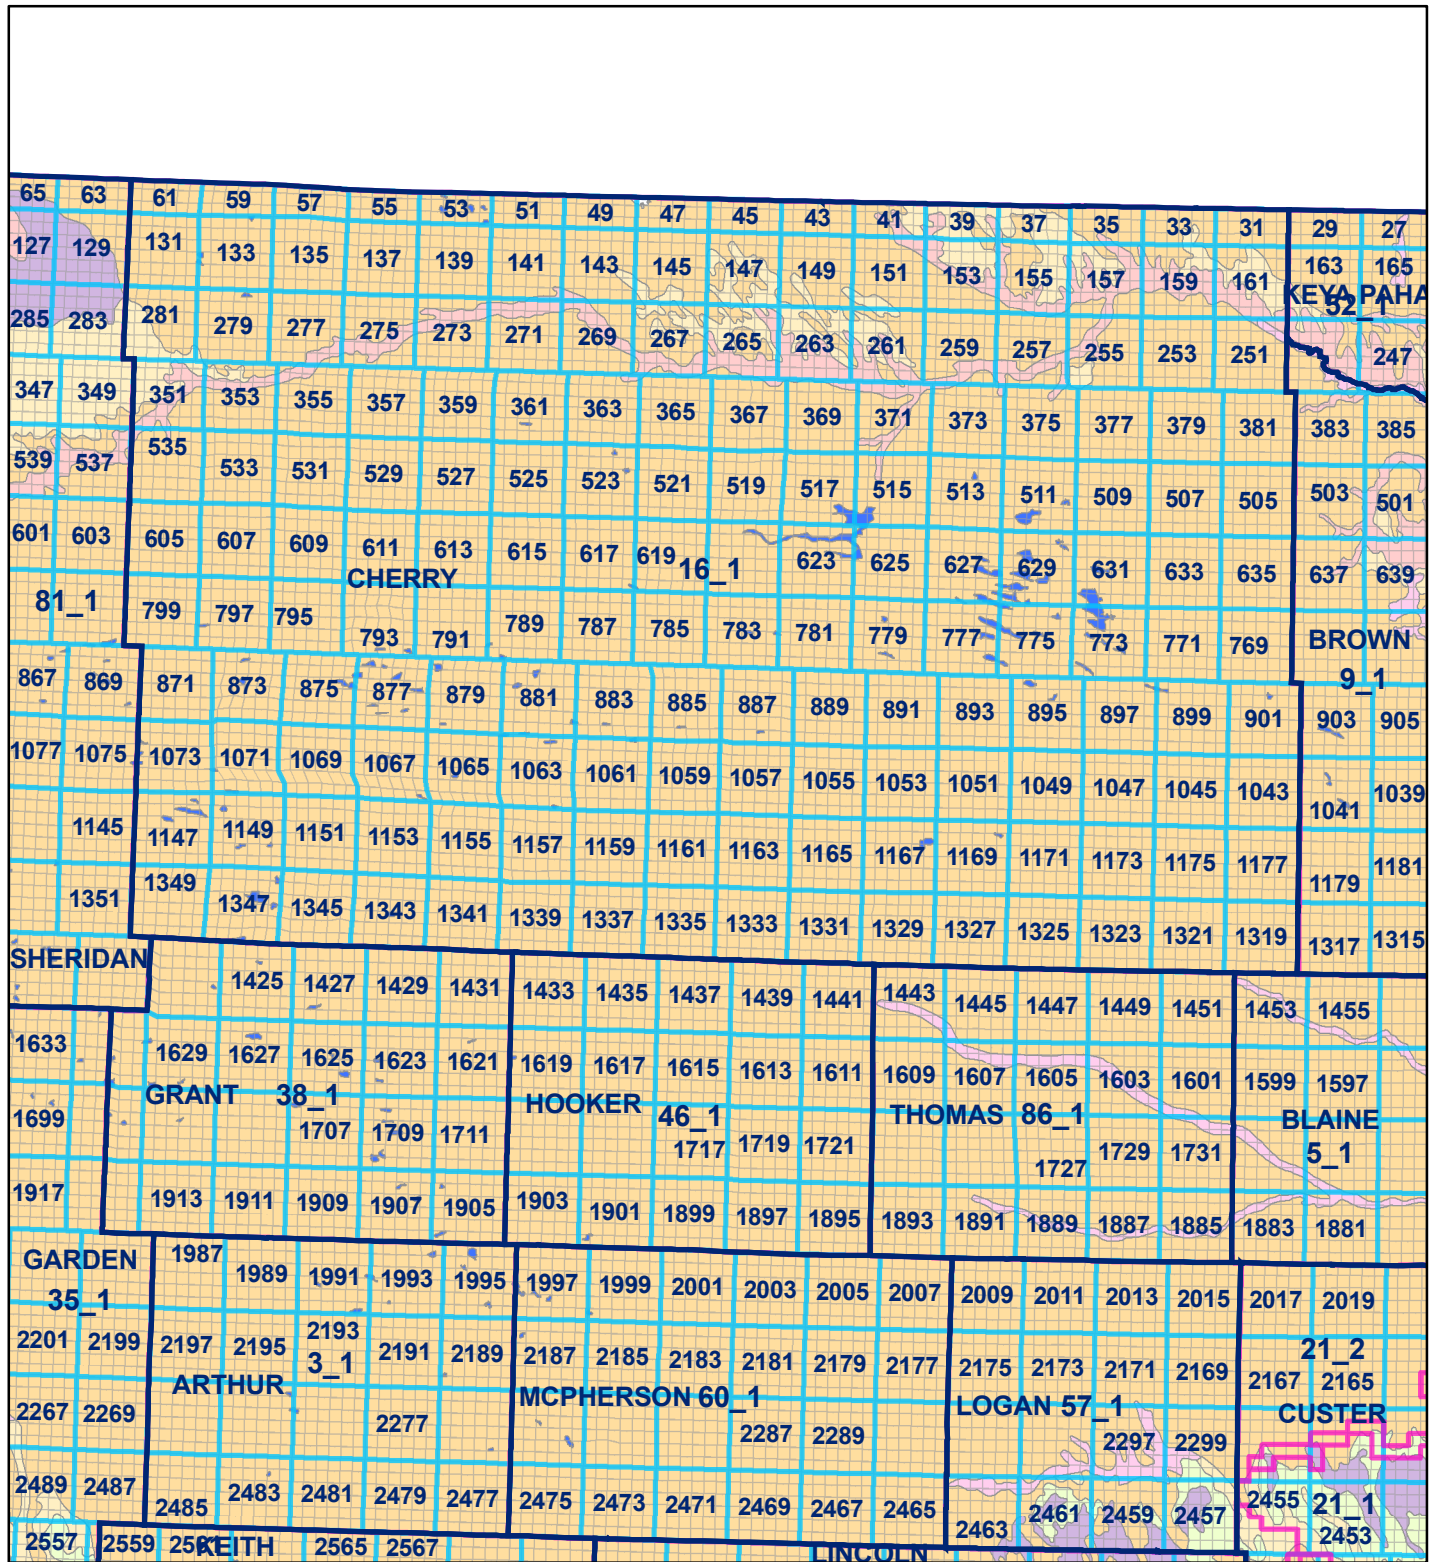 65 63 61 59 57 55 53 51 49 47 45 43 41 39 37 35 33 31 29 27
127 129 131 133 135 137 139 141 143 145 147 149 151 153 155 157 159 161 163 165
KEYA PAHA
52_1
285 283 281 279 277 275 273 271 269 267 265 263 261 259 257 255 253 251 247
347 349 351 353 355 357 359 361 363 365 367 369 371 373 375 377 379 381 383 385
539 537 535 533 531 529 527 525 523 521 519 517 515 513 511 509 507 505 503 501
601 603 605 607 609 611 613 615 617 619 16_1 623 625 627 629 631 633 635 637 639
CHERRY
81_1 799 797 795 793 791 789 787 785 783 781 779 777 775 773 771 769 BROWN
9_1
867 869 871 873 875 877 879 881 883 885 887 889 891 893 895 897 899 901 903 905
1077 1075 1073 1071 1069 1067 1065 1063 1061 1059 1057 1055 1053 1051 1049 1047 1045 1043 1041 1039
1145 1147 1149 1151 1153 1155 1157 1159 1161 1163 1165 1167 1169 1171 1173 1175 1177 1179 1181
1351 1349 1347 1345 1343 1341 1339 1337 1335 1333 1331 1329 1327 1325 1323 1321 1319 1317 1315
SHERIDAN
1425 1427 1429 1431 1433 1435 1437 1439 1441 1443 1445 1447 1449 1451 1453 1455
1633 1629 1627 1625 1623 1621 1619 1617 1615 1613 1611 1609 1607 1605 1603 1601 1599 1597
GRANT 38_1 HOOKER 46_1 THOMAS 86_1 BLAINE
5_1
1699 1707 1709 1711 1717 1719 1721 1727 1729 1731
1917 1913 1911 1909 1907 1905 1903 1901 1899 1897 1895 1893 1891 1889 1887 1885 1883 1881
GARDEN
35_1
1987 1989 1991 1993 1995 1997 1999 2001 2003 2005 2007 2009 2011 2013 2015 2017 2019
2201 2199 2197 2195 2193 2191 2189 2187 2185 2183 2181 2179 2177 2175 2173 2171 2169 2167 2165
3_1 21_2
ARTHUR MCPHERSON 60_1 LOGAN 57_1 CUSTER
2267 2269 2277 2287 2289 2297 2299
2489 2487 2485 2483 2481 2479 2477 2475 2473 2471 2469 2467 2465 2463 2461 2459 2457 2455 21_1
2453
2557 2559 KEITH 2565 2567 LINCOLN